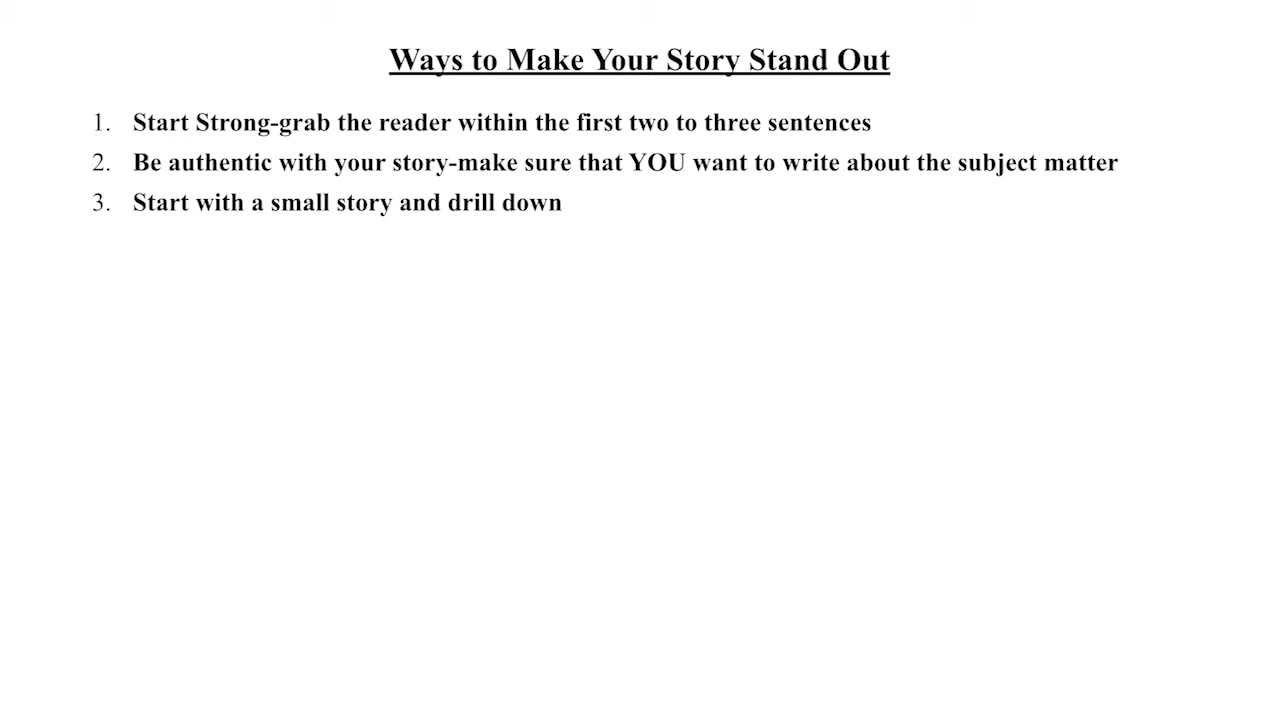 Ways to Make Your Story Stand Out
1. Start Strong-grab the reader within the first two to three sentences
2. Be authentic with your story-make sure that YOU want to write about the subject matter
3. Start with a small story and drill down